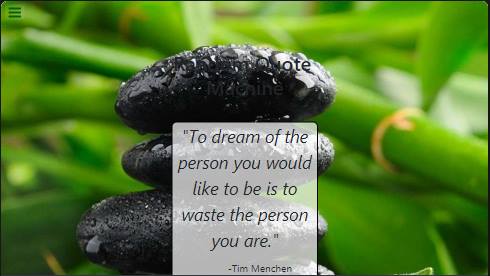 Quote
Machine
"To dream of the
person you would
like to be is to
waste the person
you are."
-Tim Menchen